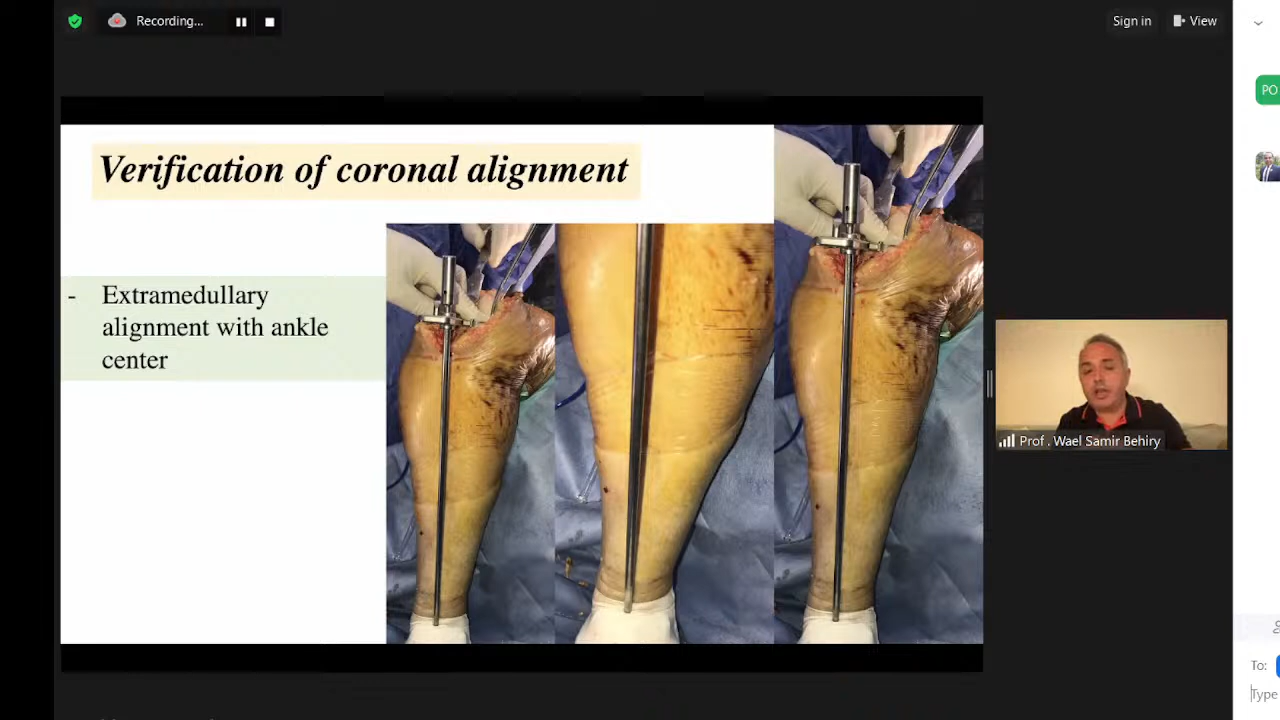 Recording...
Sign in
View
PO
Verification of coronal alignment
- Extramedullary
alignment with ankle
center
Prof . Wael Samir Behiry
To:
Type